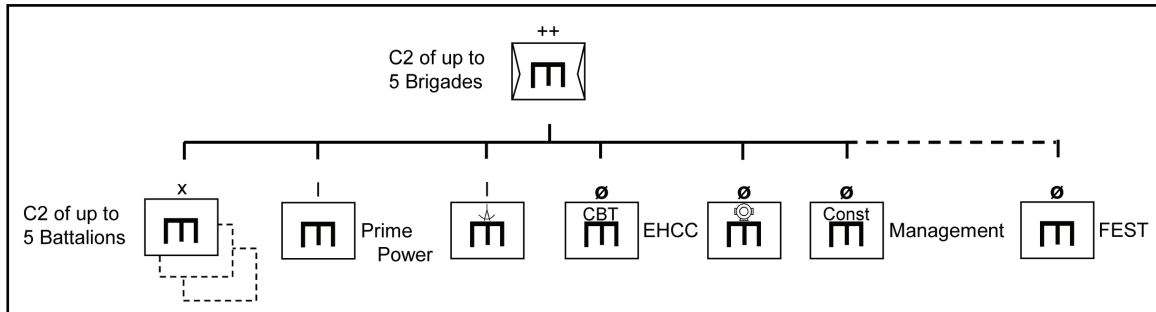 ++
C2 of up to
5 Brigades
x
I
I
Ø
Ø
Ø
Ø
C2 of up to
5 Battalions
Prime
Power
CBT
EHCC
Const
Management
FEST